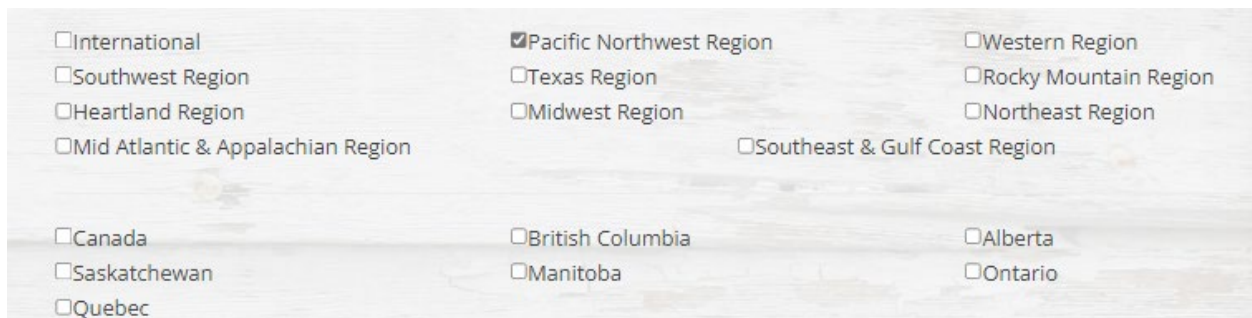 International Pacific Northwest Region Western Region
Southwest Region Texas Region Rocky Mountain Region
Heartland Region Midwest Region Northeast Region
Mid Atlantic & Appalachian Region Southeast & Gulf Coast Region
Canada British Columbia Alberta
Saskatchewan Manitoba Ontario
Quebec